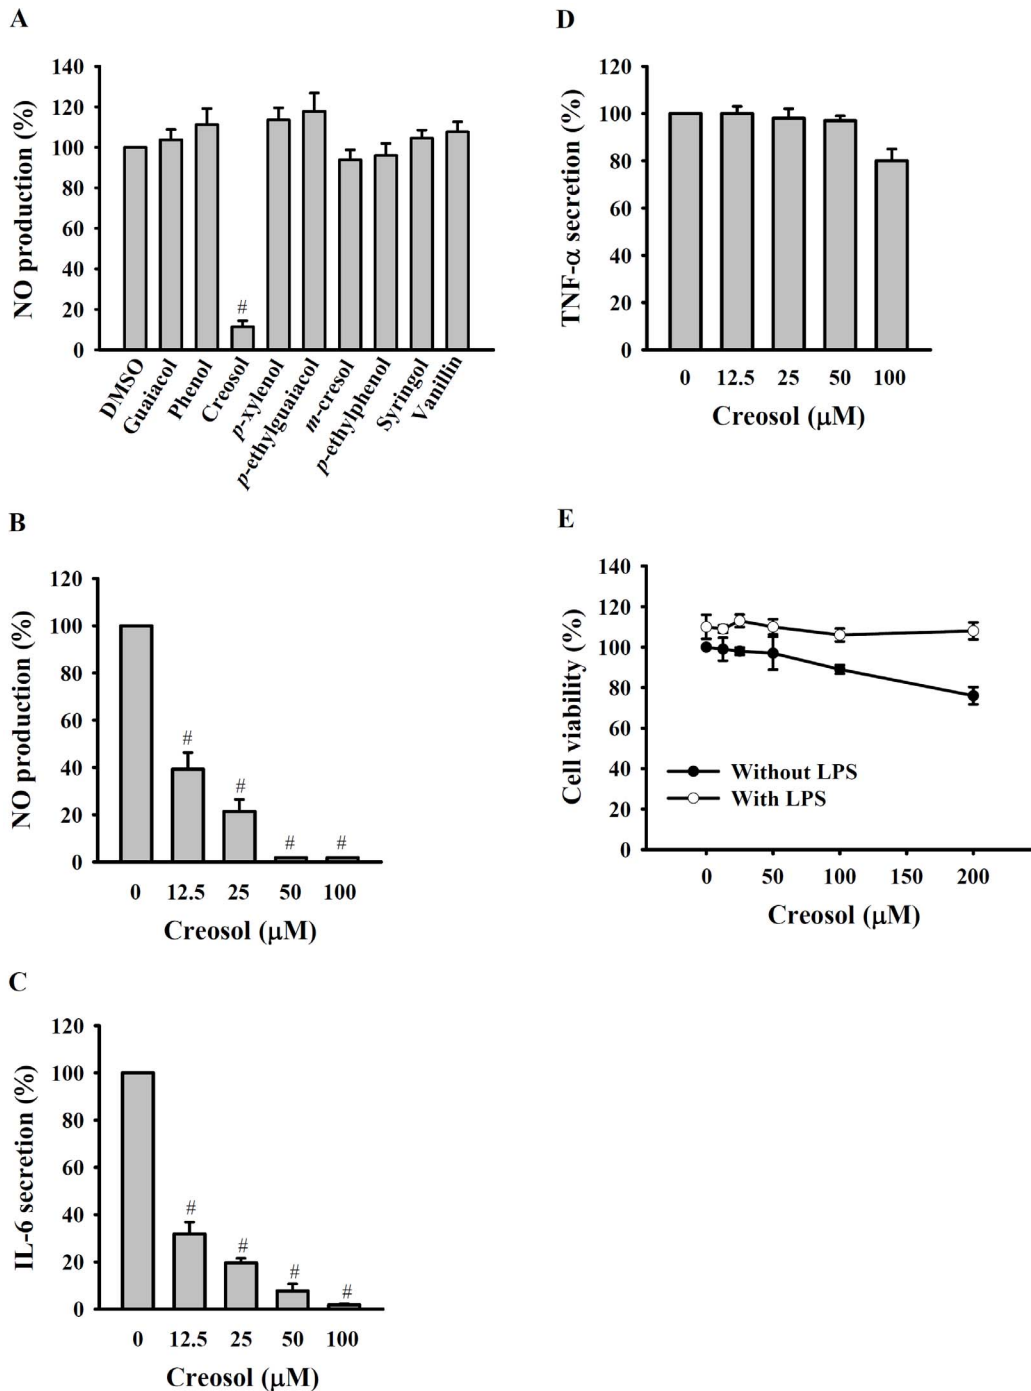 A
NO production (%)
140
120
100
80
60
40
20
0
#
DMSO
Guaiacol
Phenol
Creosol
p-xylenol
p-ethylguaiacol
m-cresol
p-ethylphenol
Syringol
Vanillin
B
NO production (%)
120
100
80
60
40
20
0
#
#
#
#
0 12.5 25 50 100
Creosol (μM)
C
IL-6 secretion (%)
120
100
80
60
40
20
0
#
#
#
#
0 12.5 25 50 100
Creosol (μM)
D
TNF-α secretion (%)
120
100
80
60
40
20
0
0 12.5 25 50 100
Creosol (μM)
E
Cell viability (%)
140
120
100
80
60
40
20
0
Without LPS
With LPS
0 50 100 150 200
Creosol (μM)